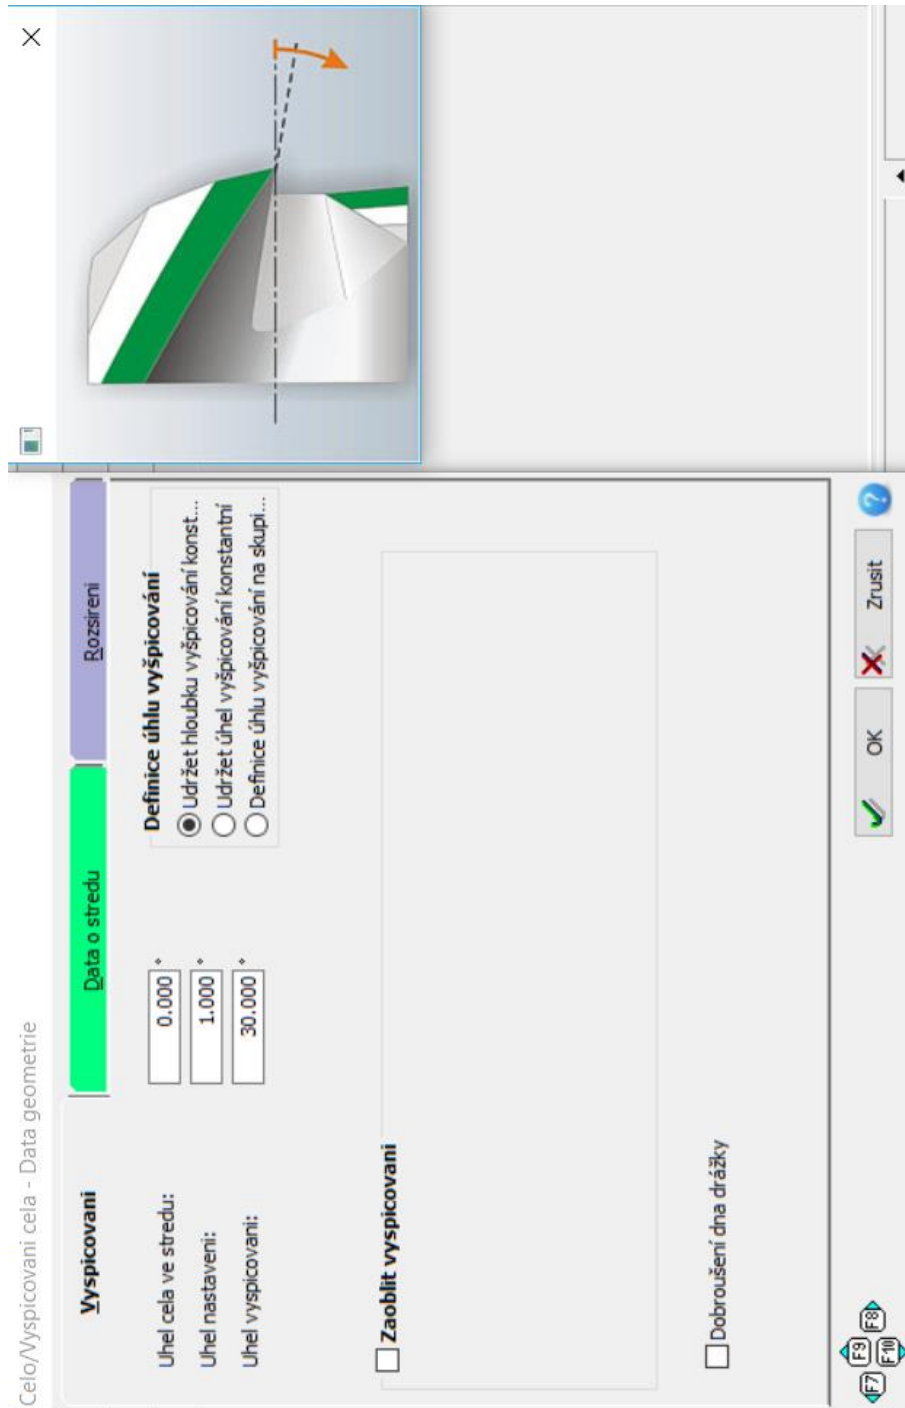 Celo/Vyspicovani cela - Data geometrie
Vyspicovani
Data o stredu
Rozsireni
Uhel cela ve stredu: 0.000 °
Uhel nastaveni: 1.000 °
Uhel vyspicovani: 30.000 °
Definice úhlu vyšpicování
Udržet hloubku vyšpicování konst...
Udržet úhel vyšpicování konstantní
Definice úhlu vyšpicování na skupi...
Zaoblit vyspicovani
Dobroušení dna drážky
F7 F9 F10 F8
OK
Zrusit
?